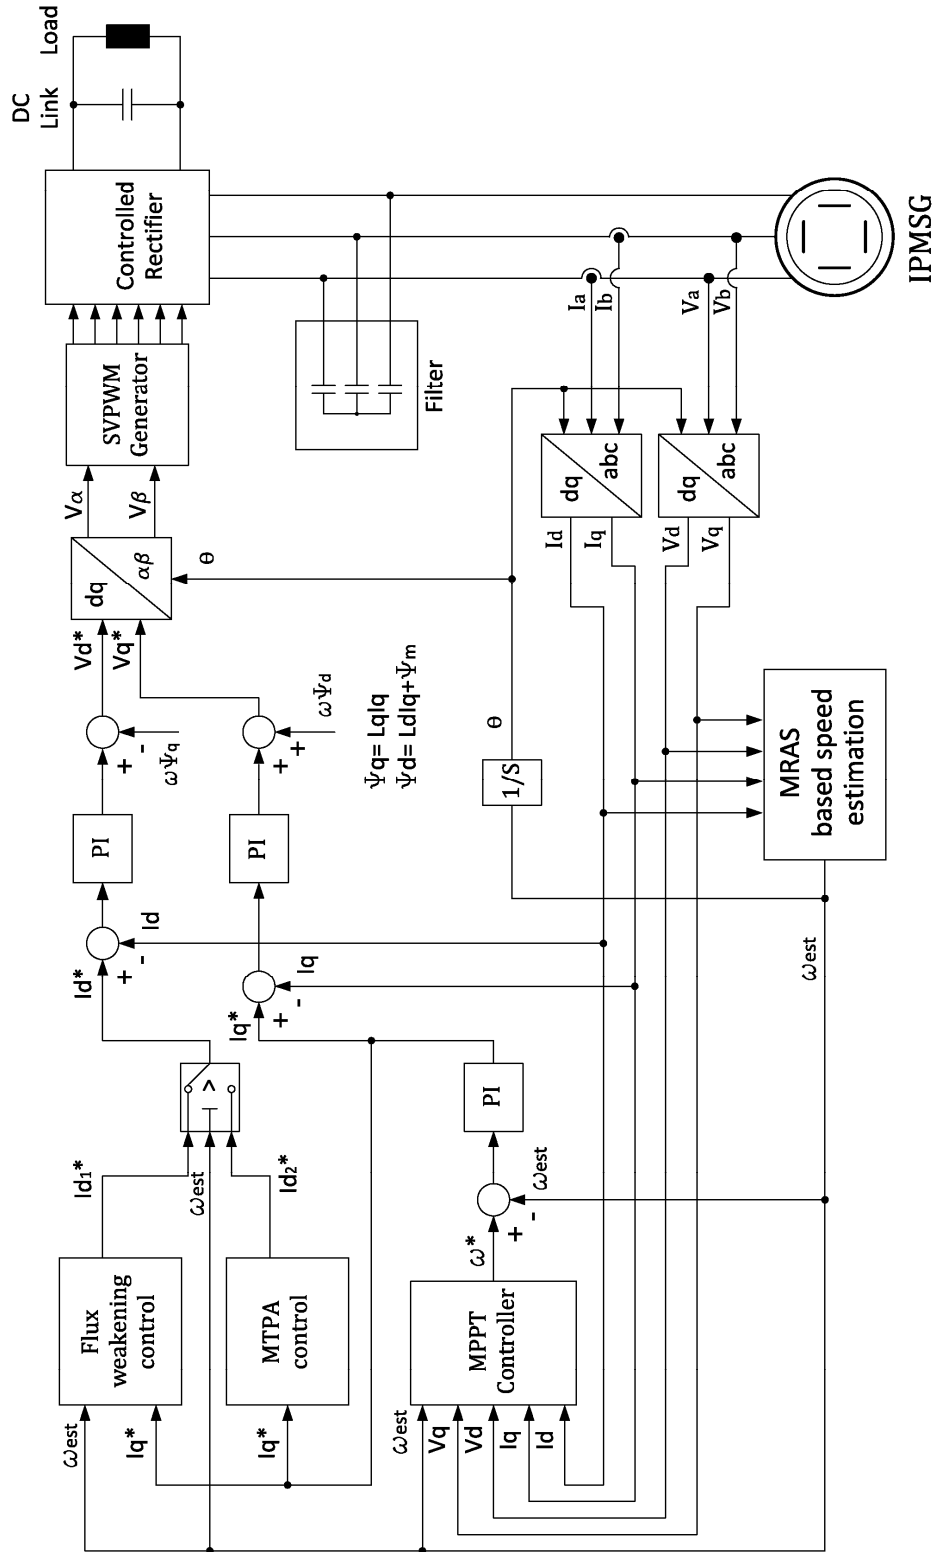 Flux
weakening
control
ωest
Iq*
Id1*
MTPA
control
Iq*
Id2*
ωest
>
Id*
+
-
Id
PI
+
-
ωΨq
Vd*
Vq*
dq
αβ
θ
Vα
Vβ
SVPWM
Generator
Controlled
Rectifier
DC
Link
Load
Iq*
+
-
Iq
PI
+
+
ωΨd
Ψq= LqIq
Ψd= LdIq+Ψm
Filter
MPPT
Controller
ωest
Vq
Vd
Iq
Id
ω*
+
-
ωest
PI
1/S
θ
Id
Iq
dq
abc
Ia
Ib
Vd
Vq
dq
abc
Va
Vb
ωest
MRAS
based speed
estimation
IPMSG